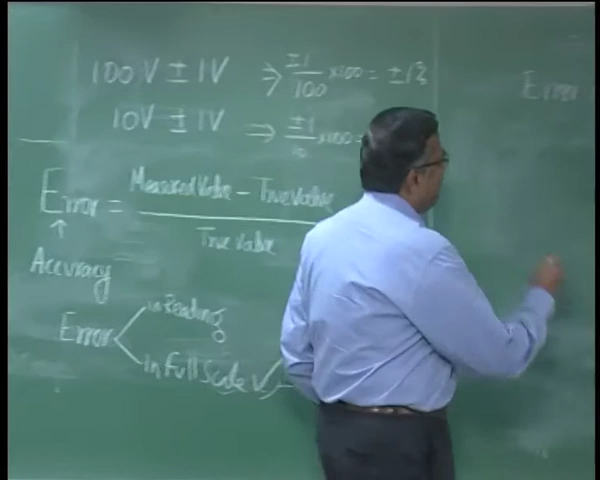 100V ± 1V ⇒ ±1/100 ×100 = ±1%
10V ± 1V ⇒ ±1/10 ×100 =
Error = Measured Value - True Value / True Value
↑
Accuracy
Error
in Reading
in Full Scale ✓
Error